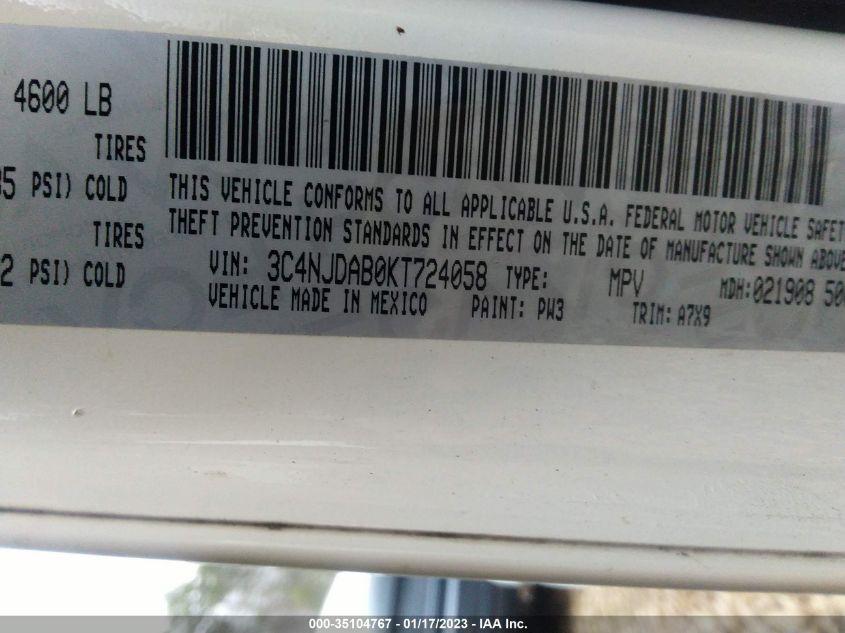 4600 LB
TIRES
PSI) COLD
TIRES
PSI) COLD
THIS VEHICLE CONFORMS TO ALL APPLICABLE U.S.A. FEDERAL MOTOR VEHICLE SAFET
THEFT PREVENTION STANDARDS IN EFFECT ON THE DATE OF MANUFACTURE SHOWN ABOVE
VIN: 3C4NJDAB0KT724058 TYPE: MPV MDH:021908 50
VEHICLE MADE IN MEXICO PAINT: PW3 TRIM: A7X9
000-35104767 - 01/17/2023 - IAA Inc.